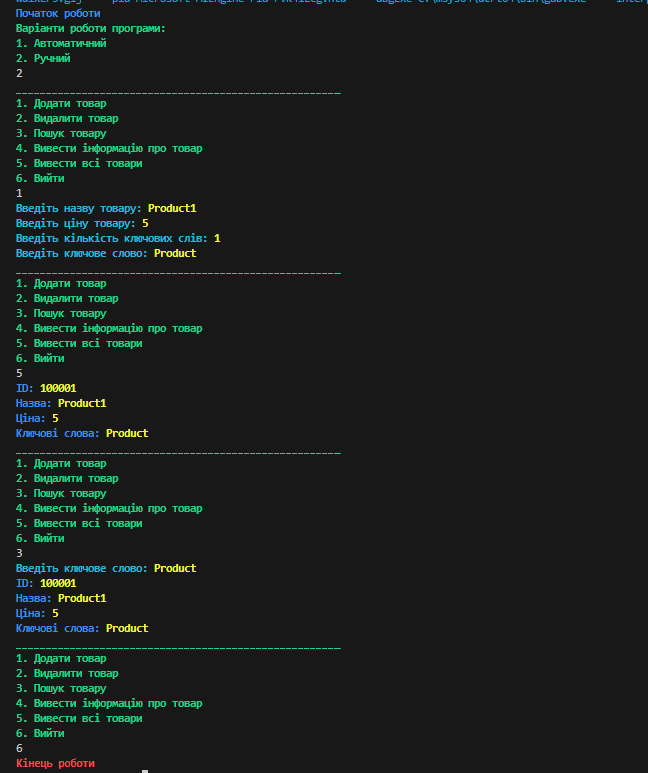 Початок роботи
Варіанти роботи програми:
1. Автоматичний
2. Ручний
2
______________________________________________________
1. Додати товар
2. Видалити товар
3. Пошук товару
4. Вивести інформацію про товар
5. Вивести всі товари
6. Вийти
1
Введіть назву товару: Product1
Введіть ціну товару: 5
Введіть кількість ключових слів: 1
Введіть ключове слово: Product
______________________________________________________
1. Додати товар
2. Видалити товар
3. Пошук товару
4. Вивести інформацію про товар
5. Вивести всі товари
6. Вийти
5
ID: 100001
Назва: Product1
Ціна: 5
Ключові слова: Product
______________________________________________________
1. Додати товар
2. Видалити товар
3. Пошук товару
4. Вивести інформацію про товар
5. Вивести всі товари
6. Вийти
3
Введіть ключове слово: Product
ID: 100001
Назва: Product1
Ціна: 5
Ключові слова: Product
______________________________________________________
1. Додати товар
2. Видалити товар
3. Пошук товару
4. Вивести інформацію про товар
5. Вивести всі товари
6. Вийти
6
Кінець роботи